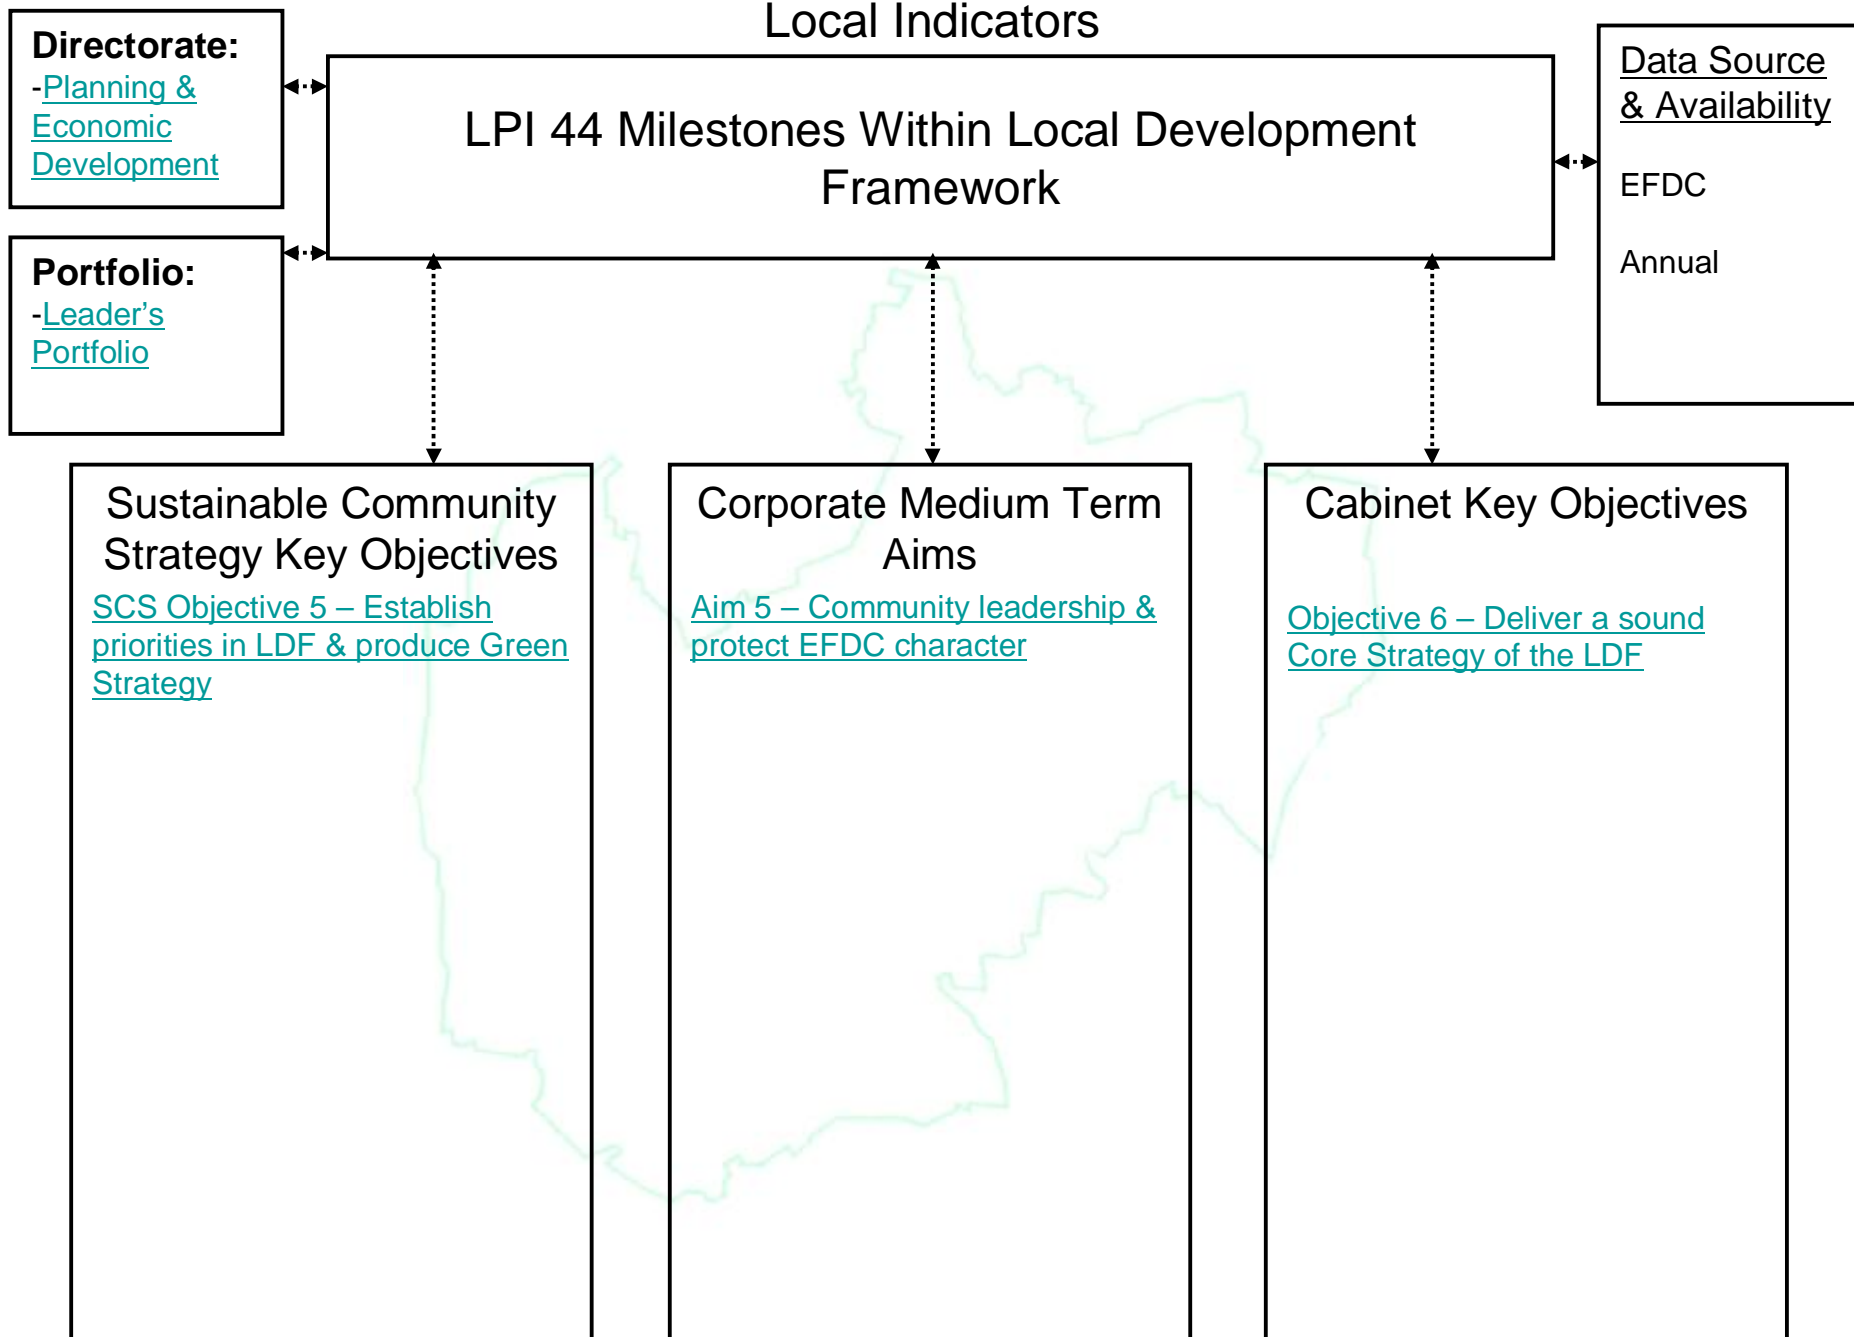 Local Indicators
Directorate:
-Planning &
Economic
Development
LPI 44 Milestones Within Local Development
Framework
Data Source
& Availability
EFDC
Annual
Portfolio:
-Leader’s
Portfolio
Sustainable Community
Strategy Key Objectives
SCS Objective 5 – Establish
priorities in LDF & produce Green
Strategy
Corporate Medium Term
Aims
Aim 5 – Community leadership &
protect EFDC character
Cabinet Key Objectives
Objective 6 – Deliver a sound
Core Strategy of the LDF